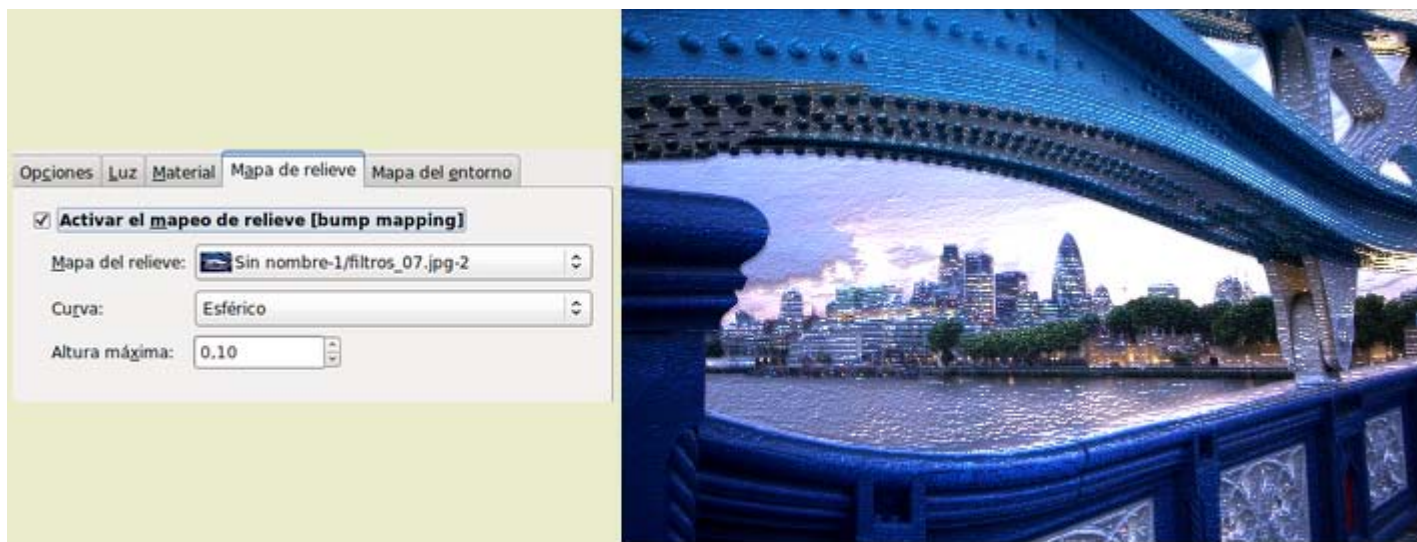 Opciones Luz Material Mapa de relieve Mapa del entorno
Activar el mapeo de relieve [bump mapping]
Mapa del relieve: Sin nombre-1/filtros_07.jpg-2
Curva: Esférico
Altura máxima: 0,10